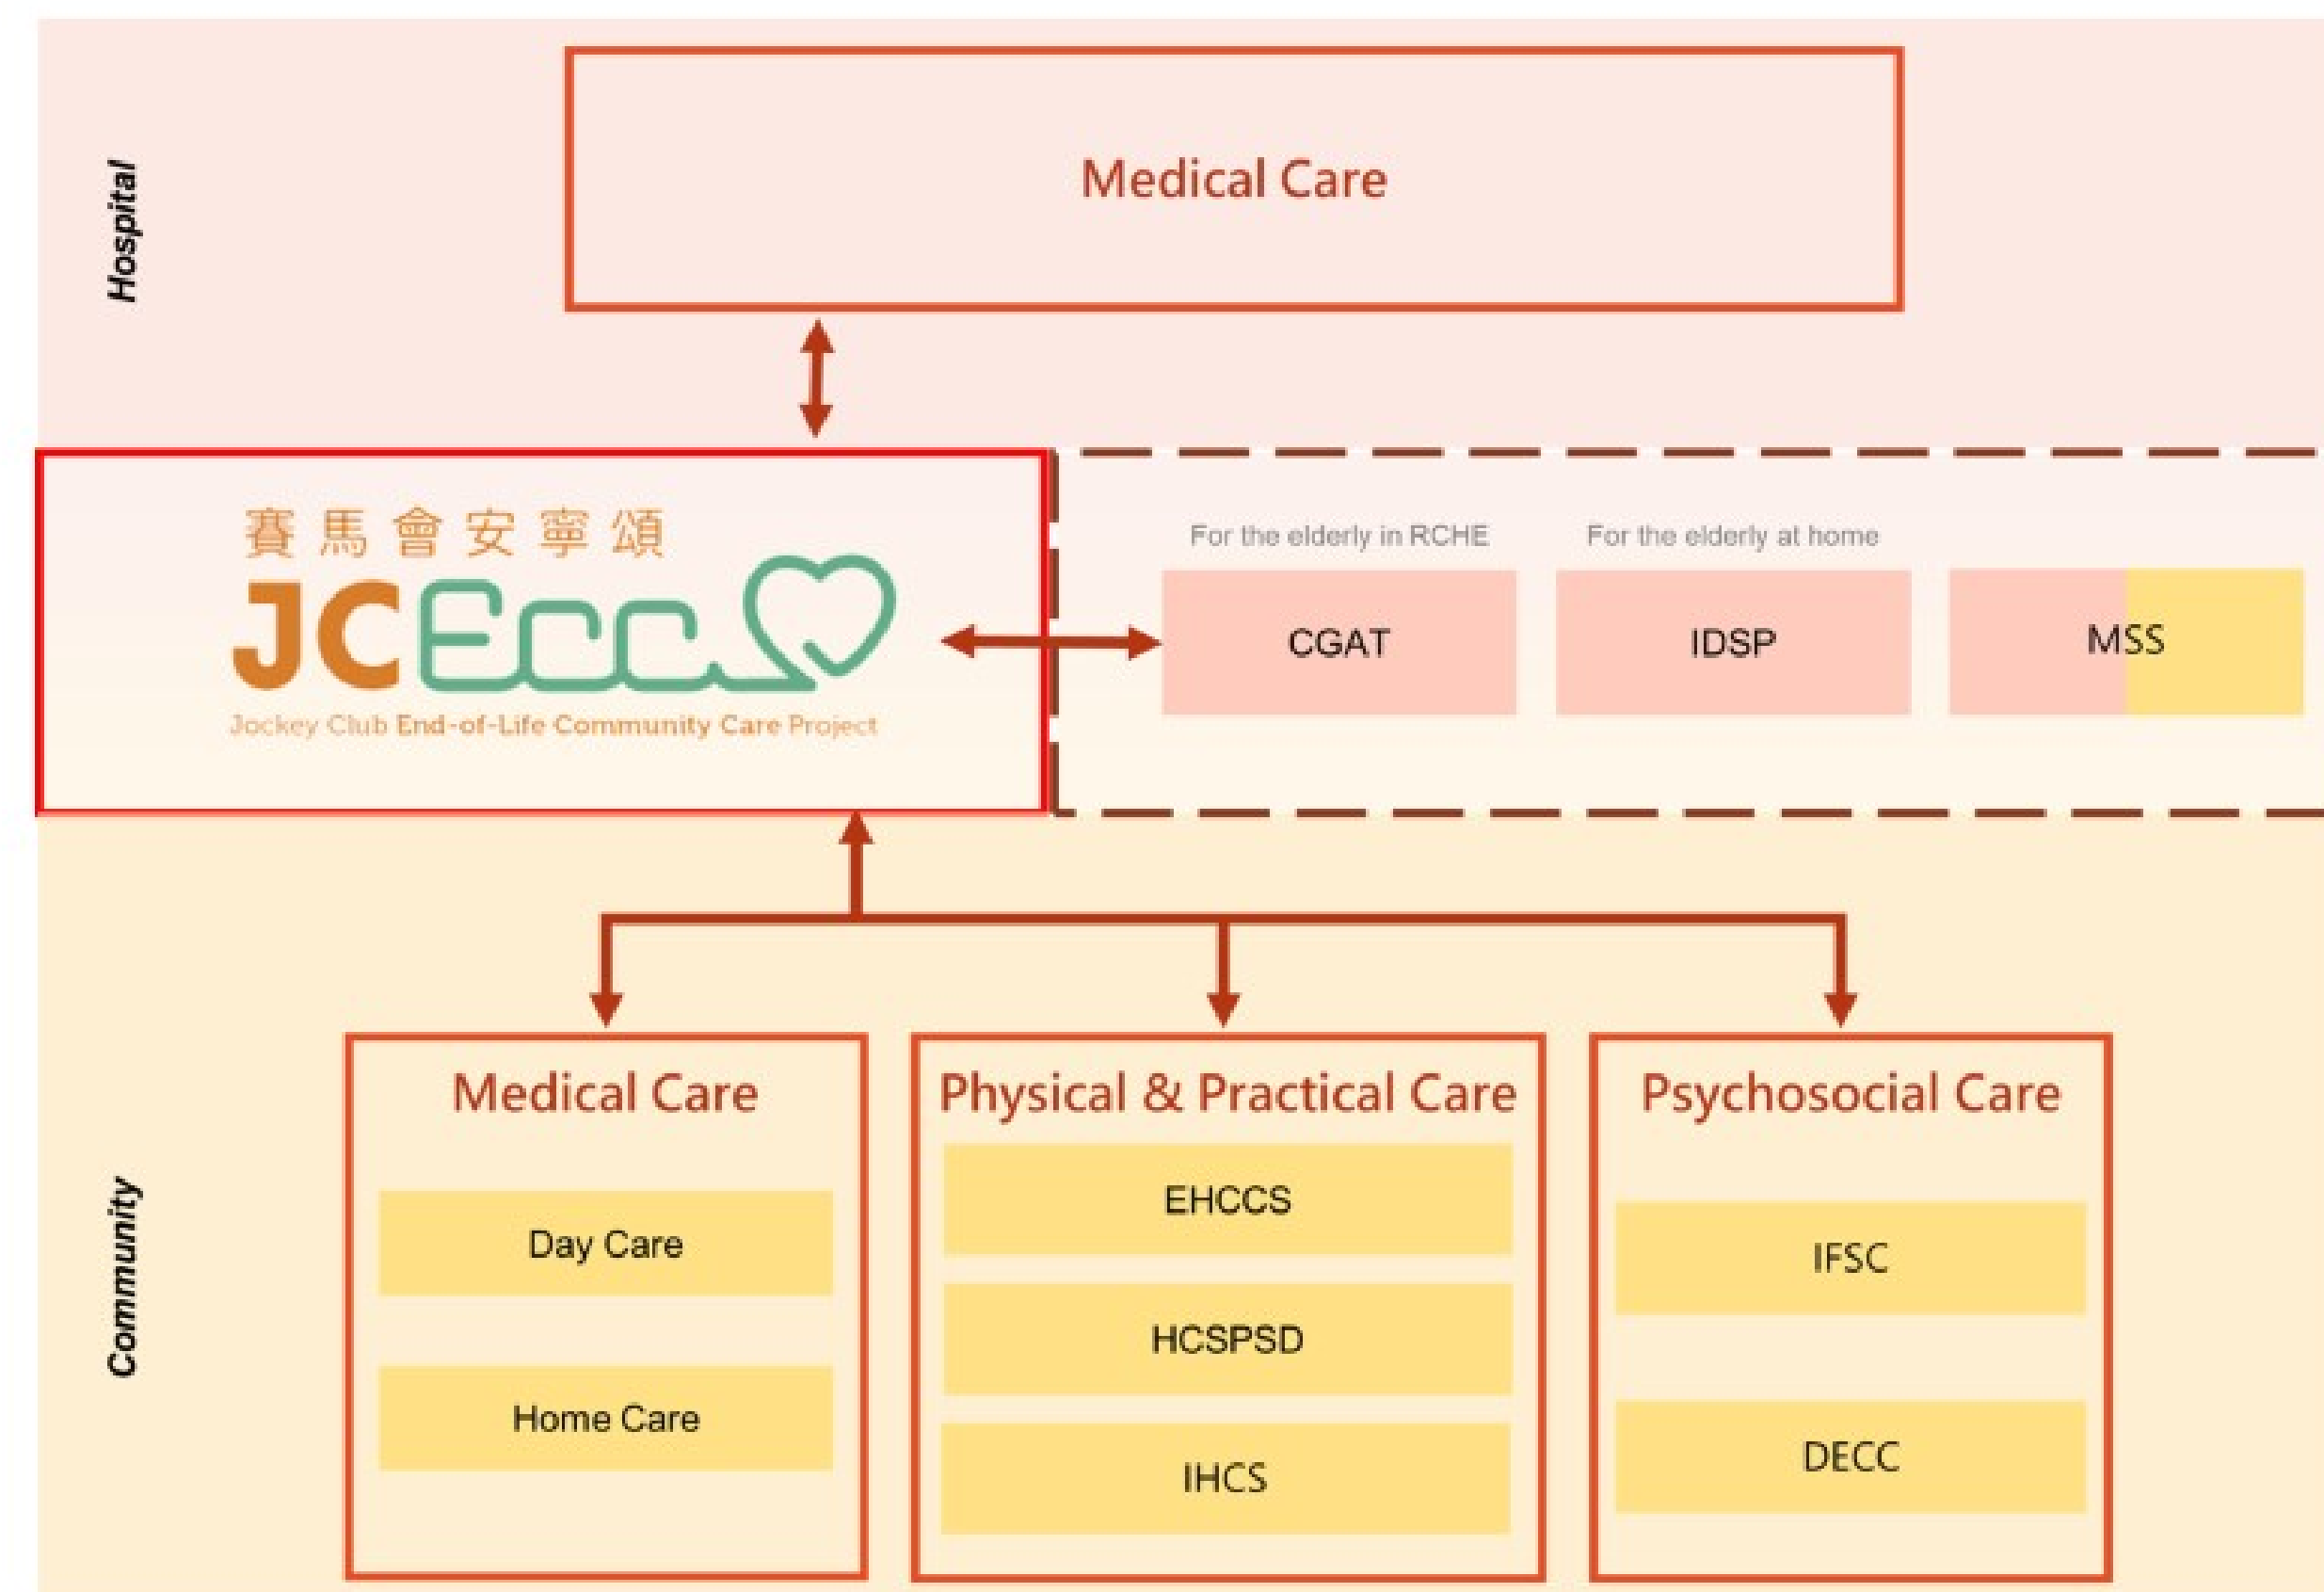 Hospital
Medical Care
賽馬會安寧頌
JCECC
Jockey Club End-of-Life Community Care Project
For the elderly in RCHE
CGAT
For the elderly at home
IDSP
MSS
Community
Medical Care
Day Care
Home Care
Physical & Practical Care
EHCCS
HCSPSD
IHCS
Psychosocial Care
IFSC
DECC